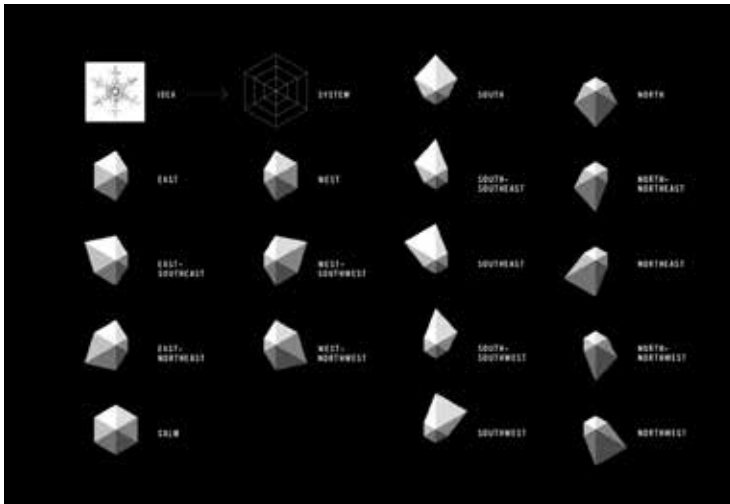 IDEA
SYSTEM
SOUTH
NORTH
EAST
WEST
SOUTH-
SOUTHEAST
NORTH-
NORTHEAST
EAST-
SOUTHEAST
WEST-
SOUTHWEST
SOUTHEAST
NORTHEAST
EAST-
NORTHEAST
WEST-
NORTHWEST
SOUTH-
SOUTHWEST
NORTH-
NORTHWEST
CALM
SOUTHWEST
NORTHWEST